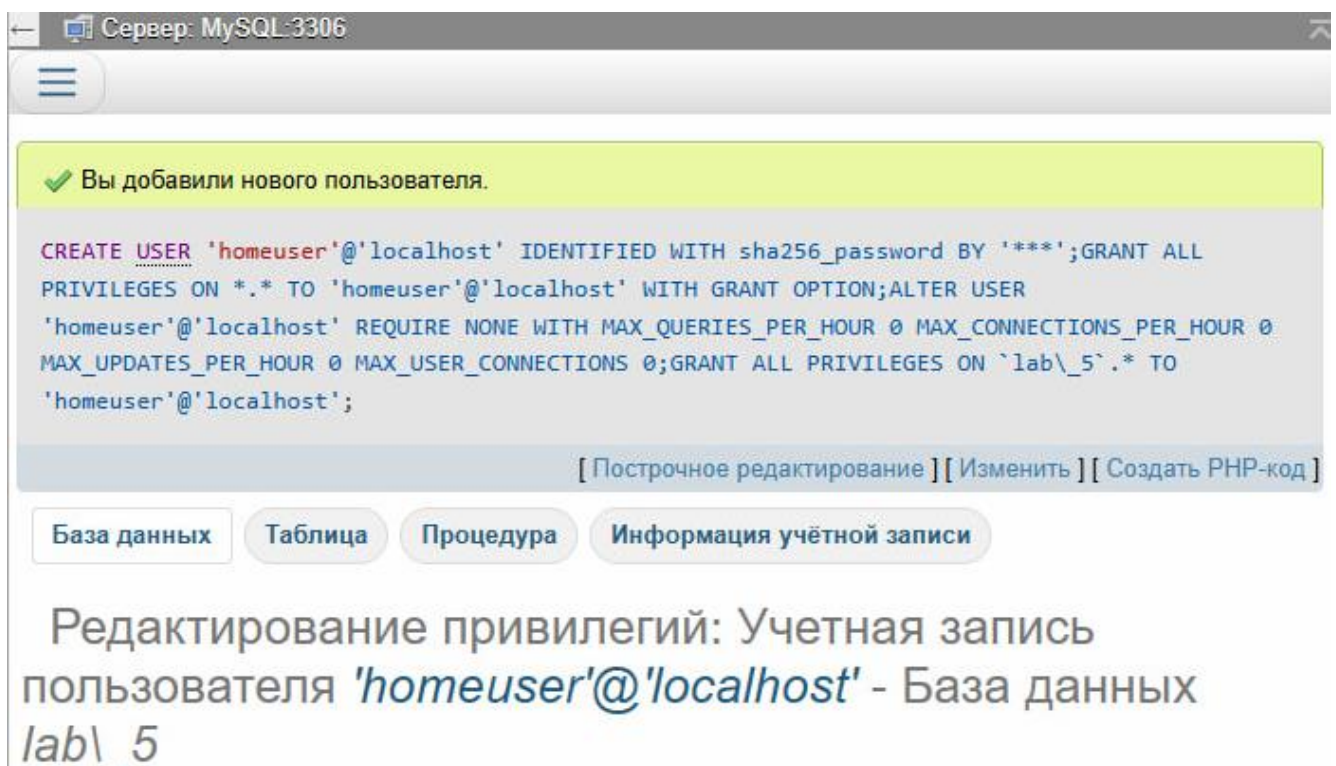 Сервер: MySQL:3306
Вы добавили нового пользователя.
CREATE USER 'homeuser'@'localhost' IDENTIFIED WITH sha256_password BY '***';GRANT ALL
PRIVILEGES ON *.* TO 'homeuser'@'localhost' WITH GRANT OPTION;ALTER USER
'homeuser'@'localhost' REQUIRE NONE WITH MAX_QUERIES_PER_HOUR 0 MAX_CONNECTIONS_PER_HOUR 0
MAX_UPDATES_PER_HOUR 0 MAX_USER_CONNECTIONS 0;GRANT ALL PRIVILEGES ON `lab\_5`.* TO
'homeuser'@'localhost';
[ Построчное редактирование ] [ Изменить ] [ Создать PHP-код ]
База данных Таблица Процедура Информация учётной записи
Редактирование привилегий: Учетная запись
пользователя 'homeuser'@'localhost' - База данных
lab\_5